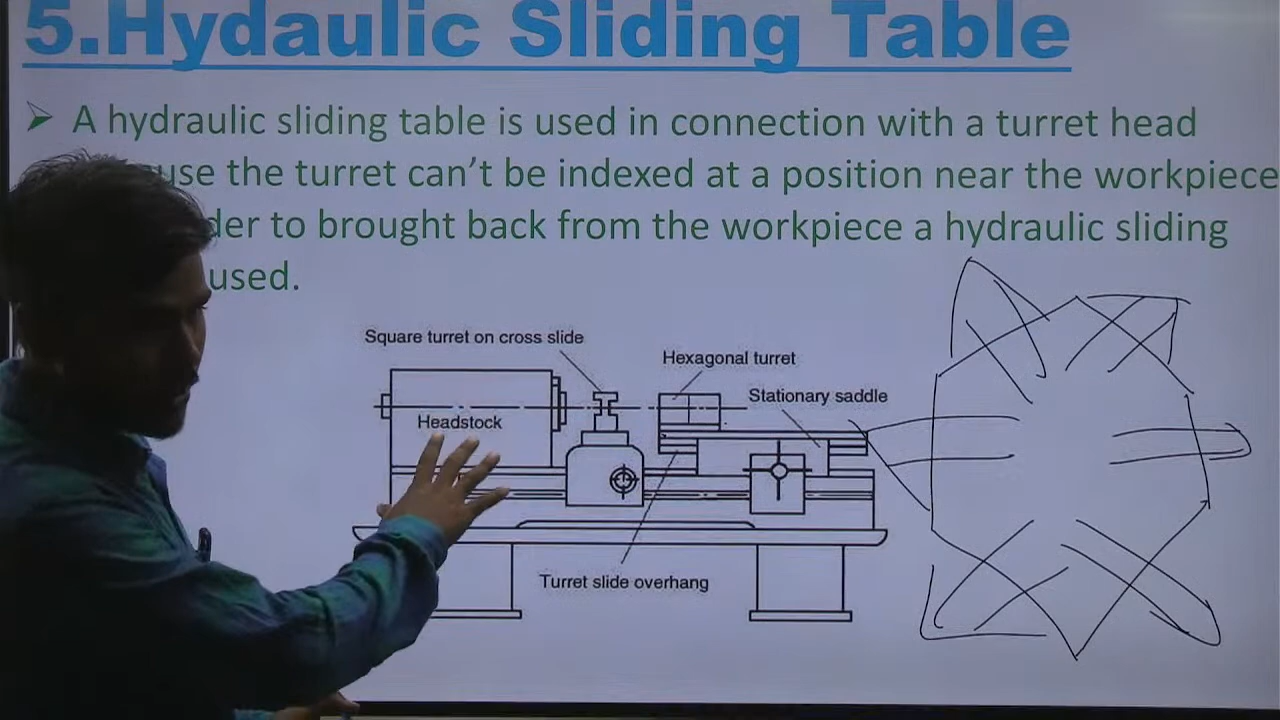 5.Hydaulic Sliding Table
➢ A hydraulic sliding table is used in connection with a turret head
use the turret can't be indexed at a position near the workpiece
der to brought back from the workpiece a hydraulic sliding
used.
Square turret on cross slide
Hexagonal turret
Stationary saddle
Headstock
Turret slide overhang